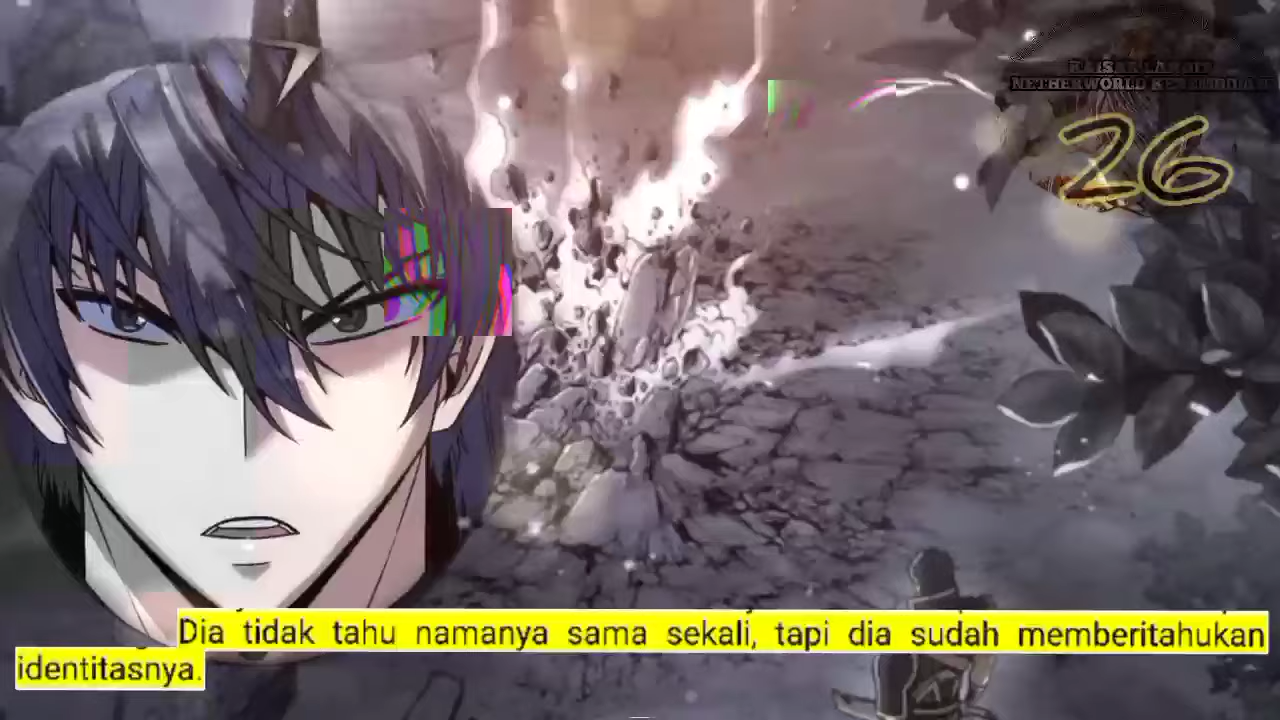 26
Dia tidak tahu namanya sama sekali, tapi dia sudah memberitahukan
identitasnya.